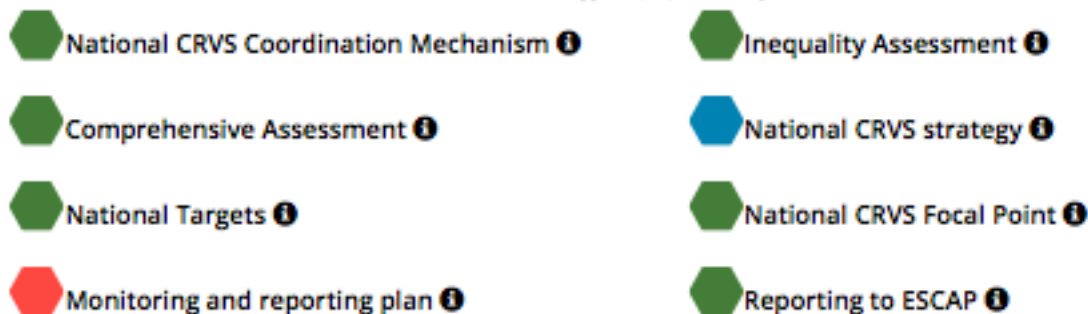 National CRVS Coordination Mechanism
Inequality Assessment
Comprehensive Assessment
National CRVS strategy
National Targets
National CRVS Focal Point
Monitoring and reporting plan
Reporting to ESCAP